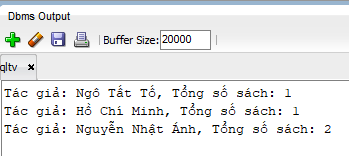 Dbms Output
Buffer Size: 20000
qltv
Tác giả: Ngô Tất Tố, Tổng số sách: 1
Tác giả: Hồ Chí Minh, Tổng số sách: 1
Tác giả: Nguyễn Nhật Ánh, Tổng số sách: 2